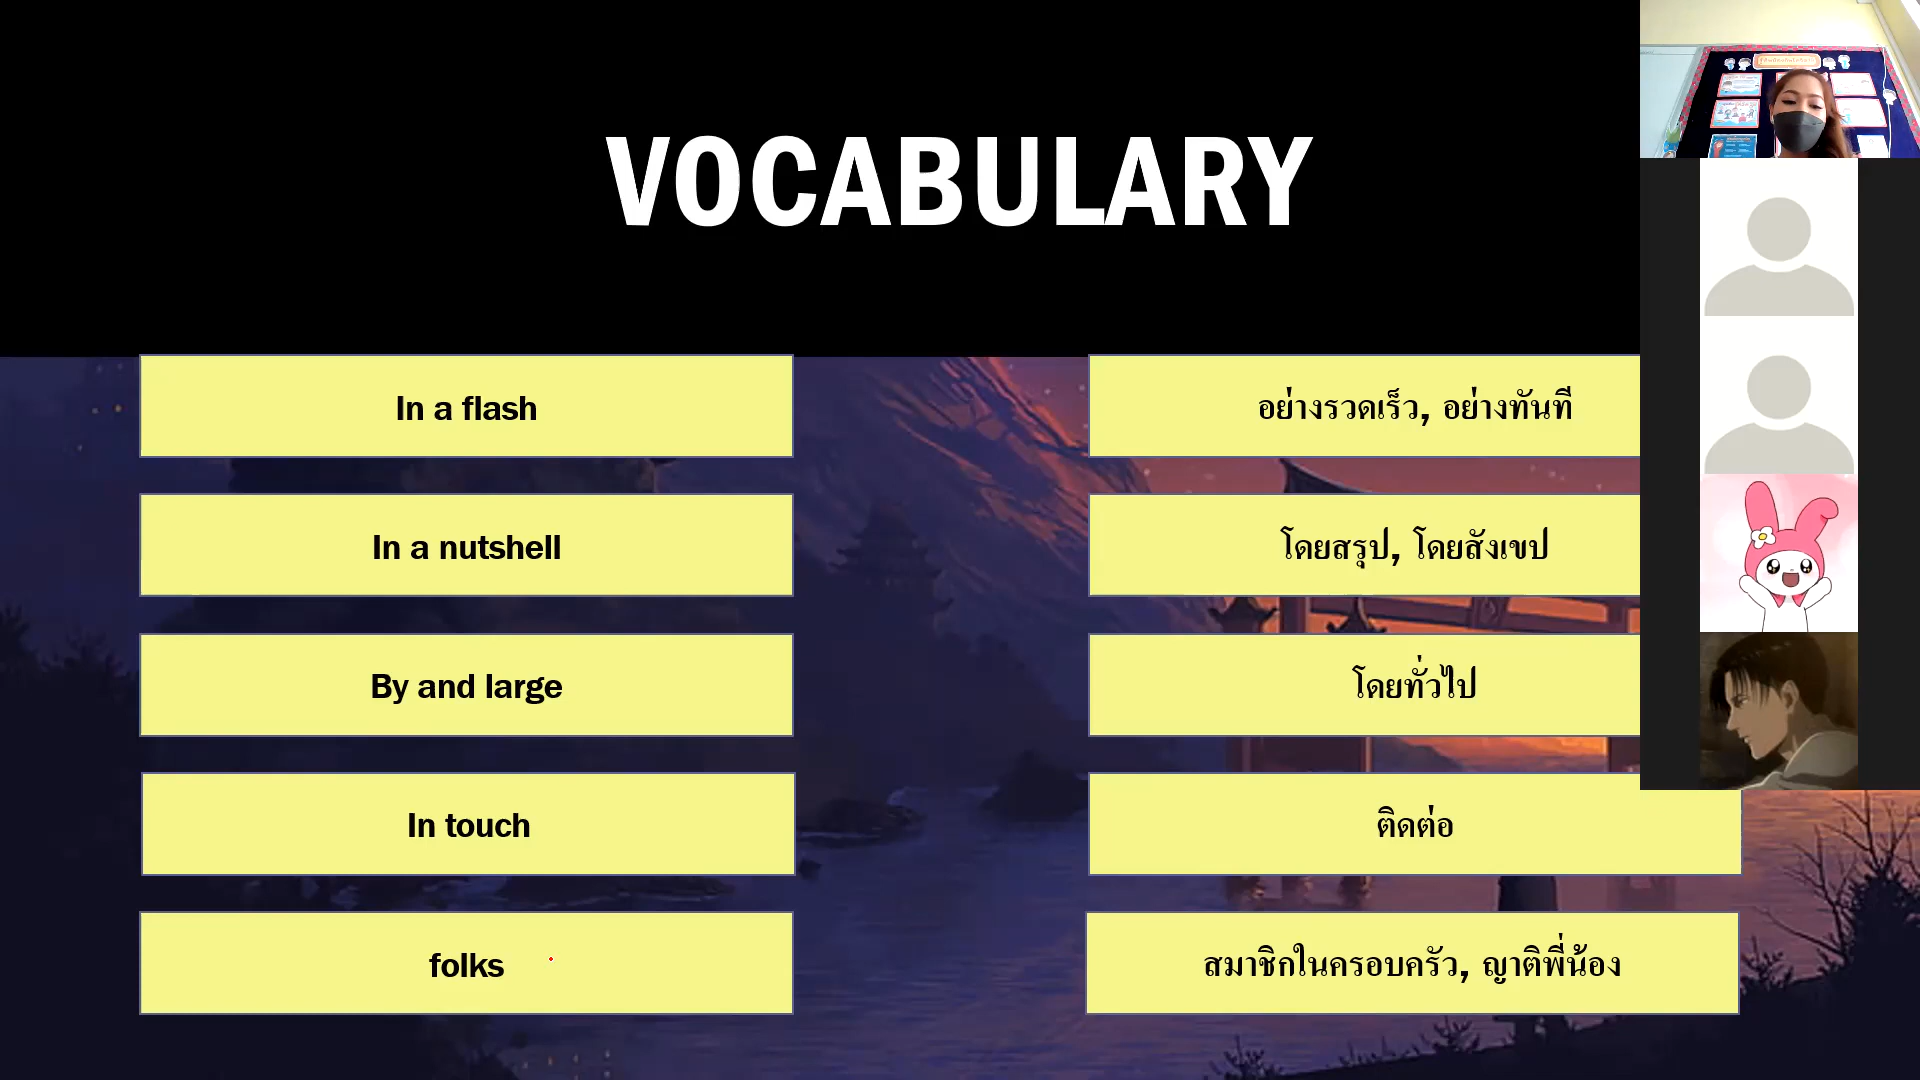 VOCABULARY
In a flash
อย่างรวดเร็ว, อย่างทันที
In a nutshell
โดยสรุป, โดยสังเขป
By and large
โดยทั่วไป
In touch
ติดต่อ
folks
สมาชิกในครอบครัว, ญาติพี่น้อง